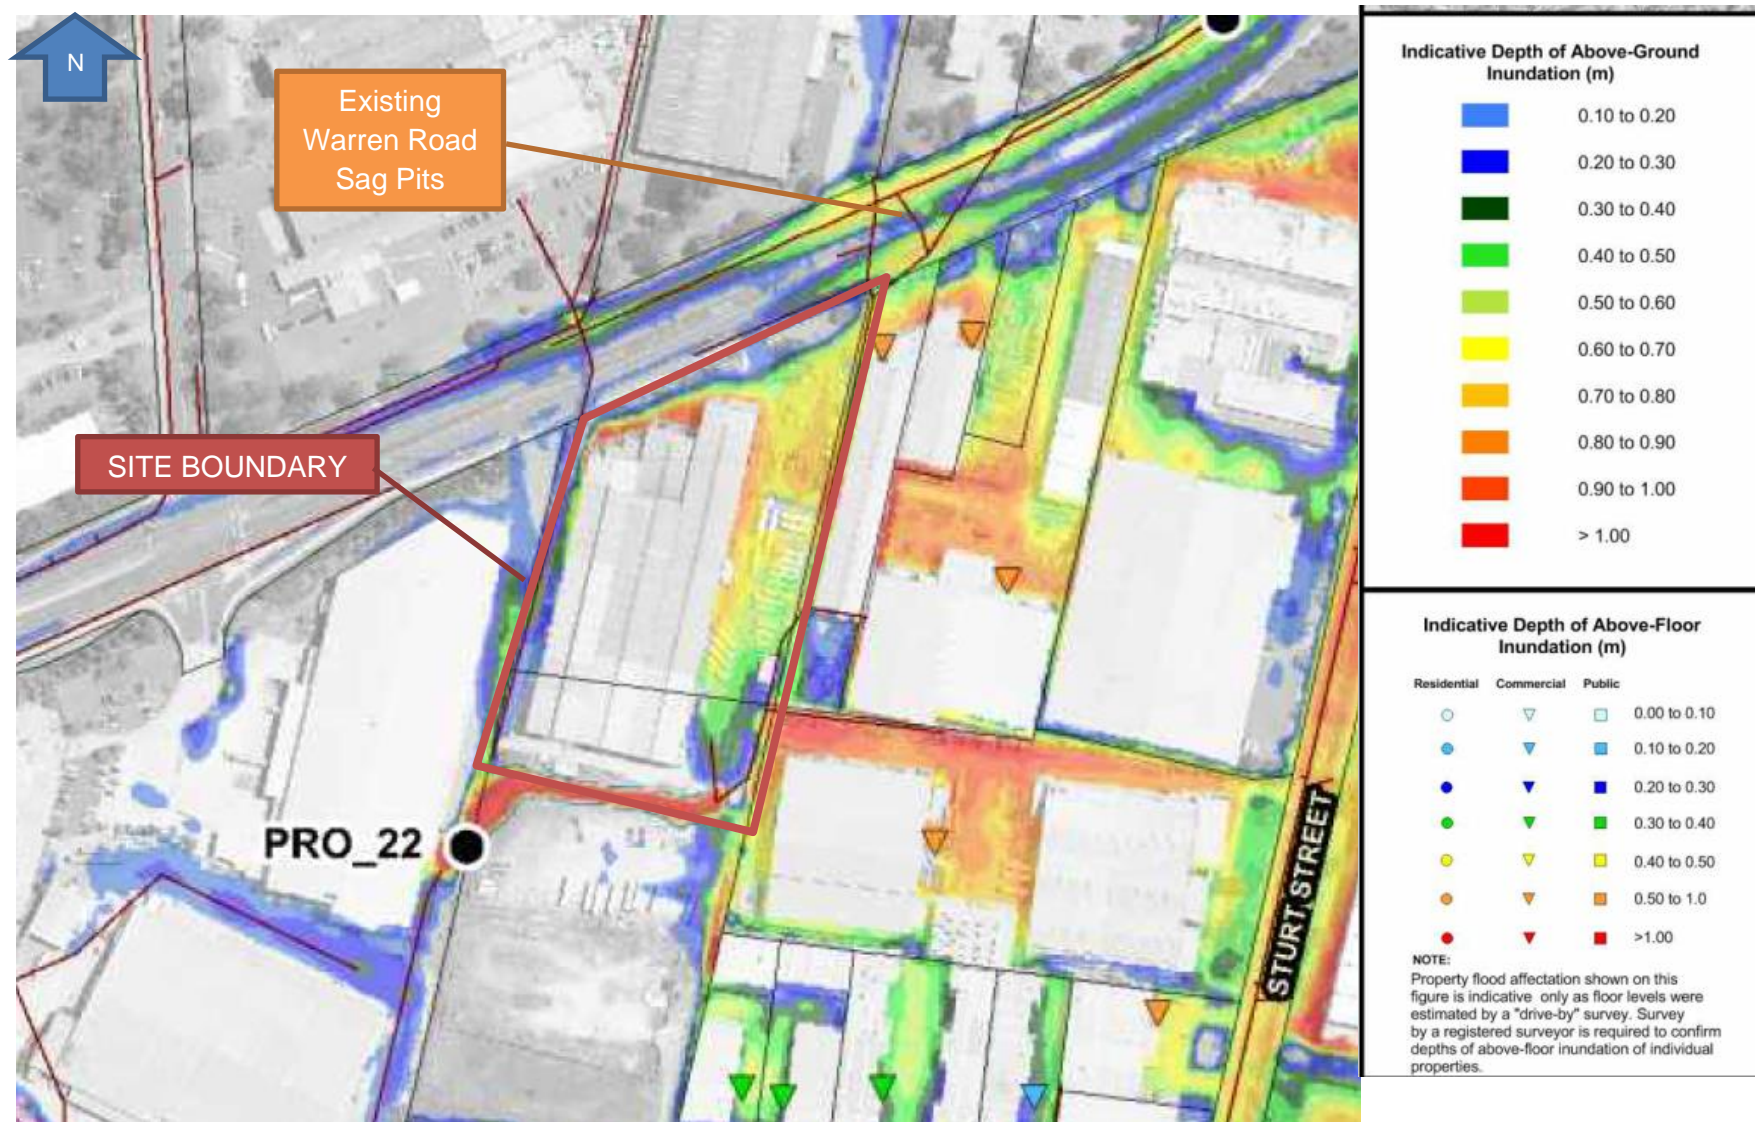 N
Existing
Warren Road
Sag Pits
SITE BOUNDARY
PRO_22
STURT STREET
Indicative Depth of Above-Ground
Inundation (m)
0.10 to 0.20
0.20 to 0.30
0.30 to 0.40
0.40 to 0.50
0.50 to 0.60
0.60 to 0.70
0.70 to 0.80
0.80 to 0.90
0.90 to 1.00
> 1.00
Indicative Depth of Above-Floor
Inundation (m)
Residential Commercial Public
0.00 to 0.10
0.10 to 0.20
0.20 to 0.30
0.30 to 0.40
0.40 to 0.50
0.50 to 1.0
>1.00
NOTE:
Property flood affectation shown on this
figure is indicative only as floor levels were
estimated by a "drive-by" survey. Survey
by a registered surveyor is required to confirm
depths of above-floor inundation of individual
properties.